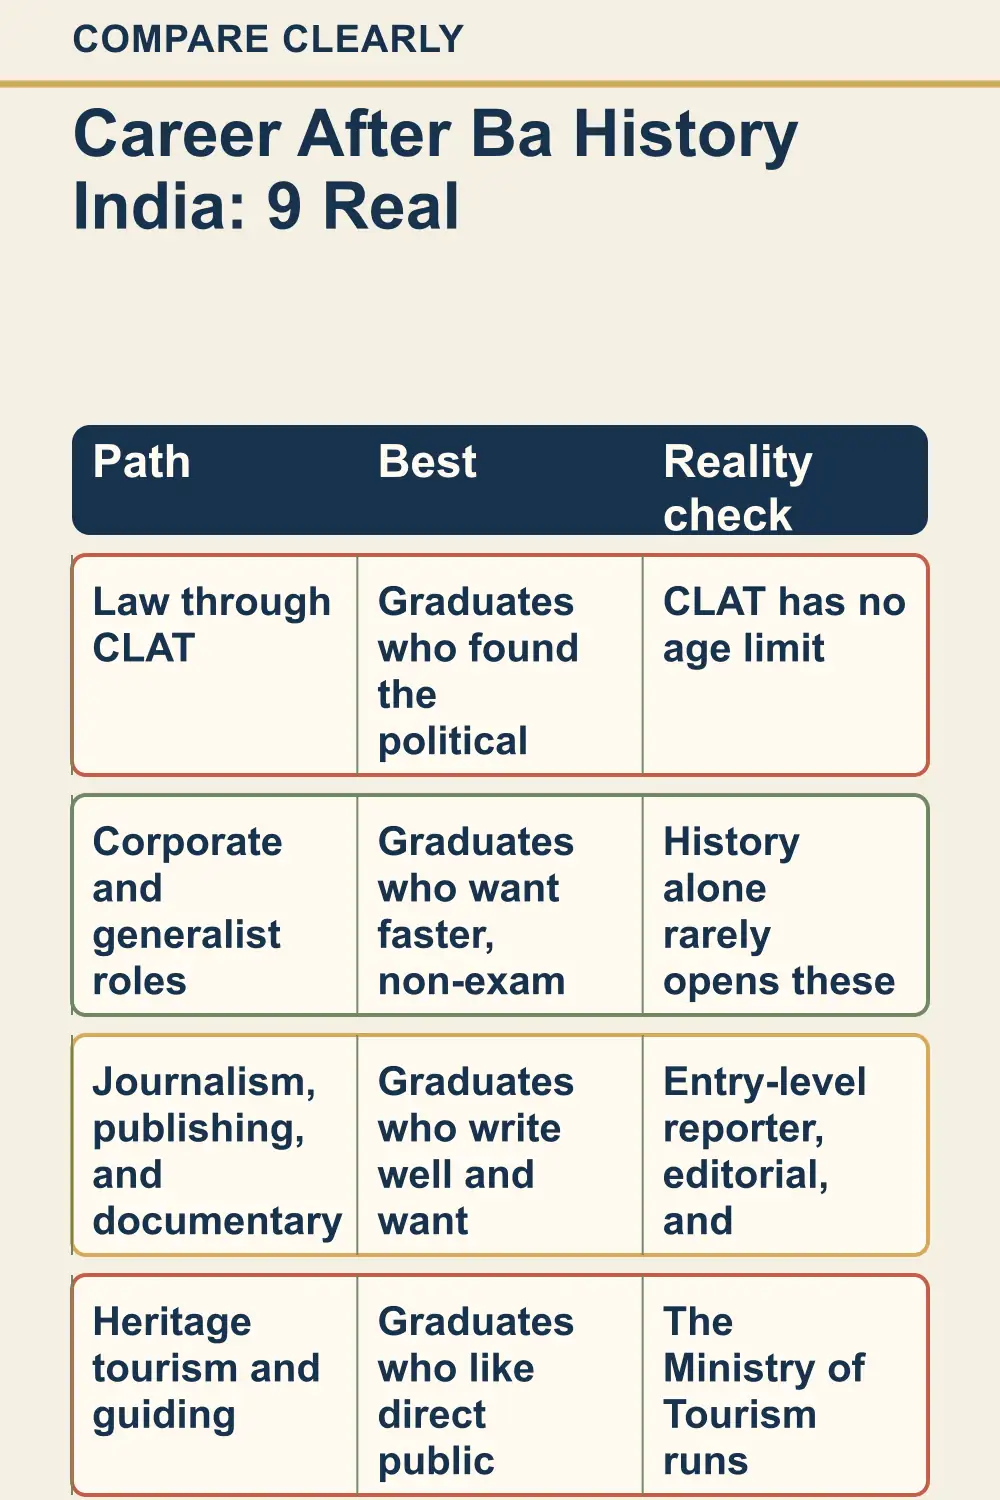 COMPARE CLEARLY
Career After Ba History
India: 9 Real
Path
Best
Reality
check
Law through
CLAT
Graduates
who found
the
political
CLAT has no
age limit
Corporate
and
generalist
roles
Graduates
who want
faster,
non-exam
History
alone
rarely
opens these
Journalism,
publishing,
and
documentary
Graduates
who write
well and
want
Entry-level
reporter,
editorial,
and
Heritage
tourism and
guiding
Graduates
who like
direct
public
The
Ministry of
Tourism
runs